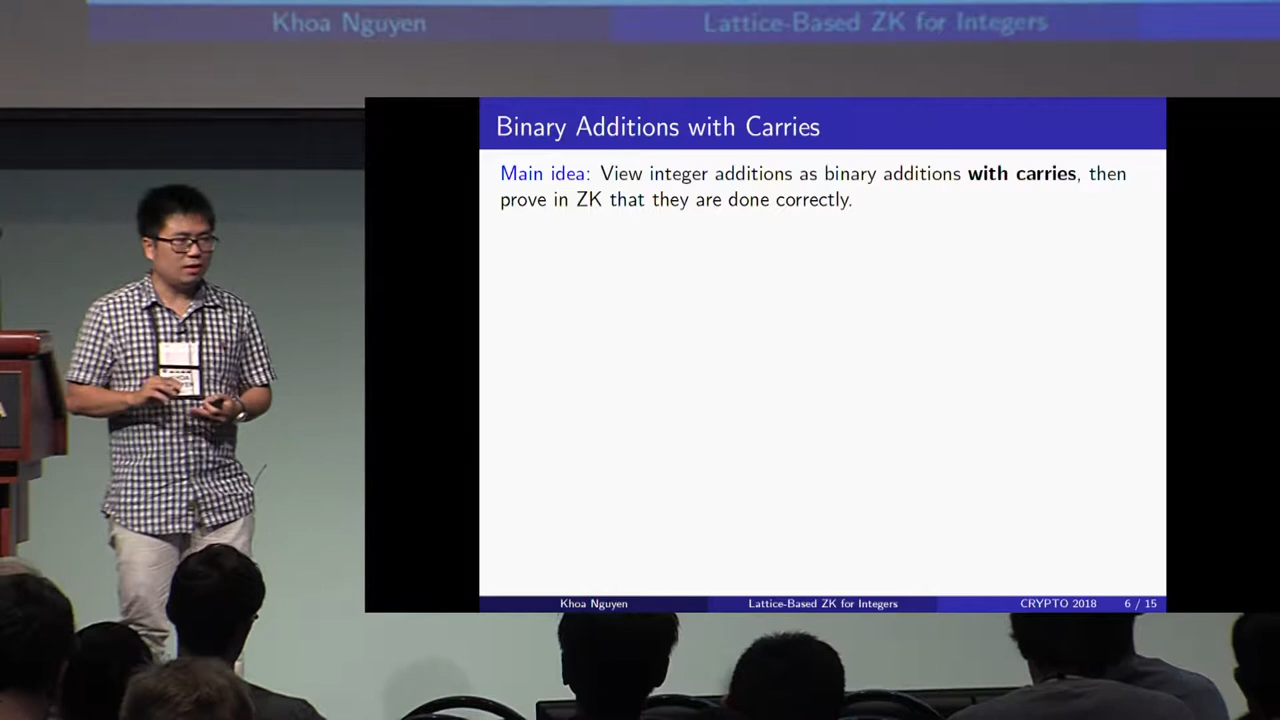 Khoa Nguyen Lattice-Based ZK for Integers
Binary Additions with Carries
Main idea: View integer additions as binary additions with carries, then
prove in ZK that they are done correctly.
Khoa Nguyen Lattice-Based ZK for Integers CRYPTO 2018 6 / 15
A